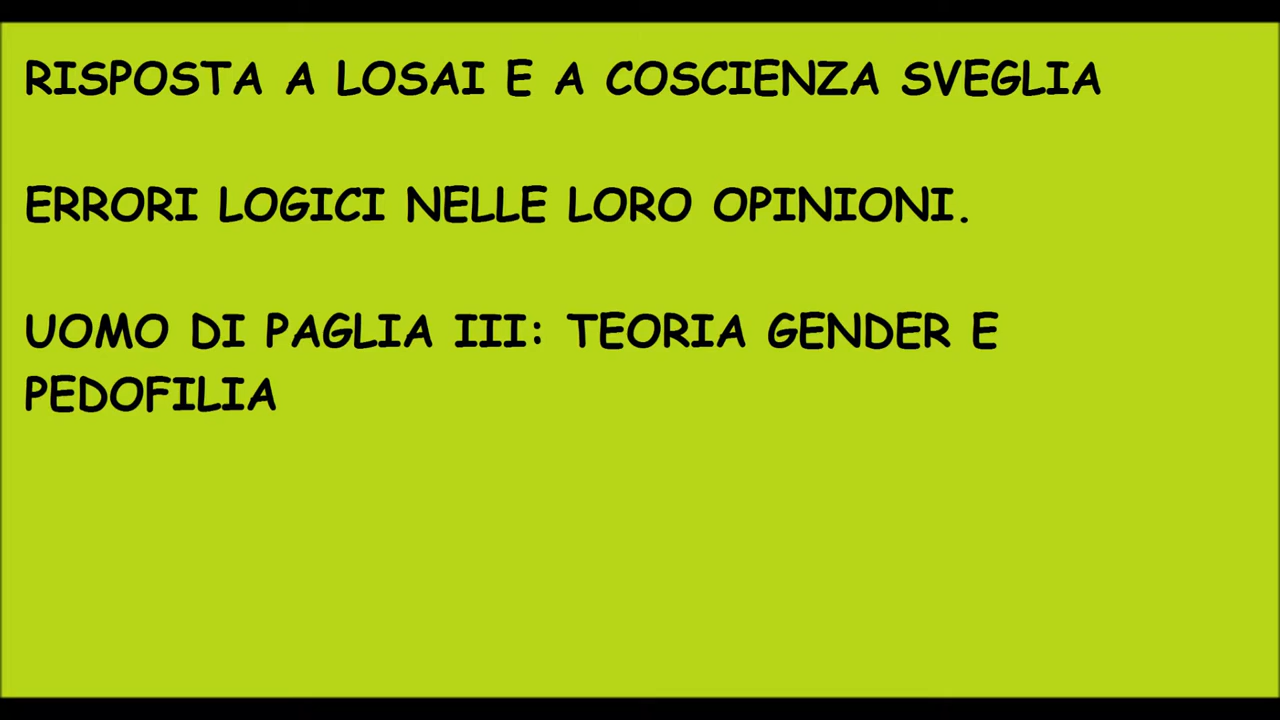 RISPOSTA A LOSAI E A COSCIENZA SVEGLIA
ERRORI LOGICI NELLE LORO OPINIONI.
UOMO DI PAGLIA III: TEORIA GENDER E
PEDOFILIA